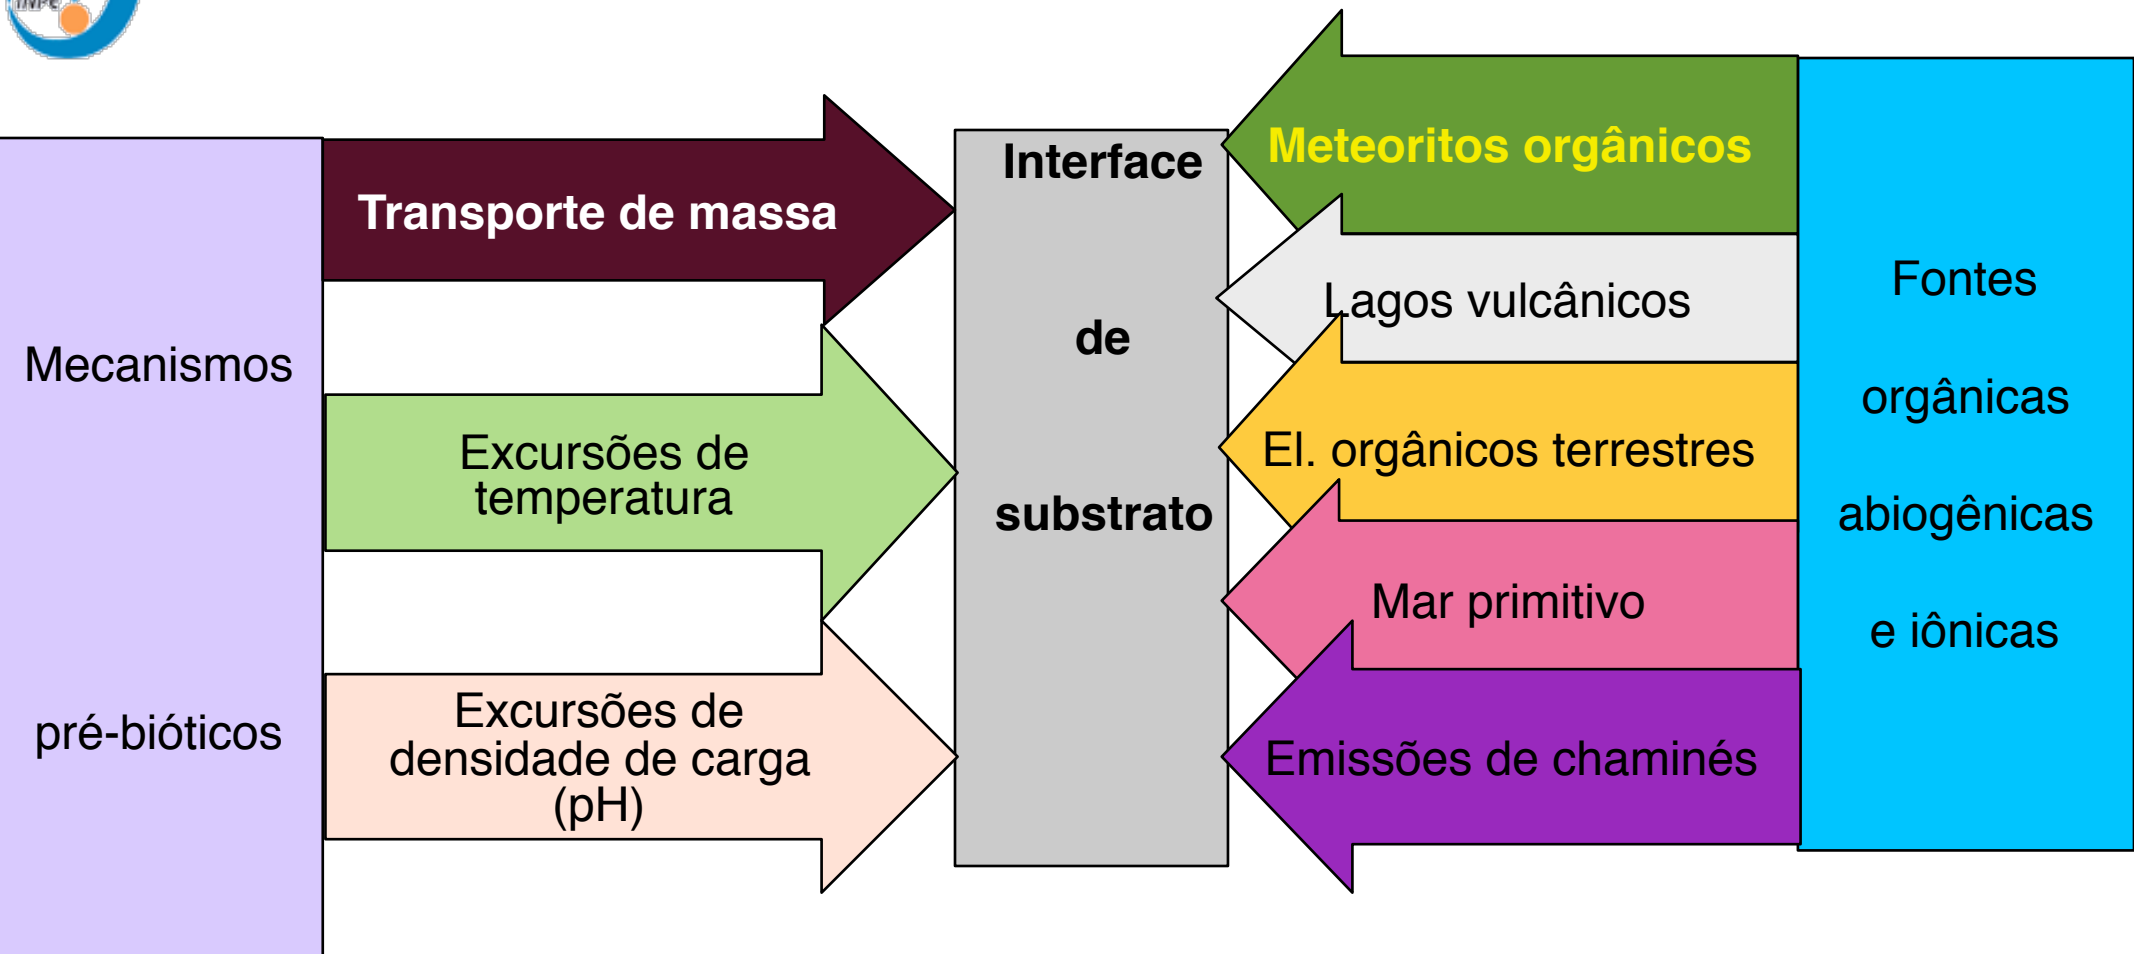 INPE
Mecanismos
pré-bióticos
Transporte de massa
Excursões de
temperatura
Excursões de
densidade de carga
(pH)
Interface
de
substrato
Meteoritos orgânicos
Lagos vulcânicos
El. orgânicos terrestres
Mar primitivo
Emissões de chaminés
Fontes
orgânicas
abiogênicas
e iônicas